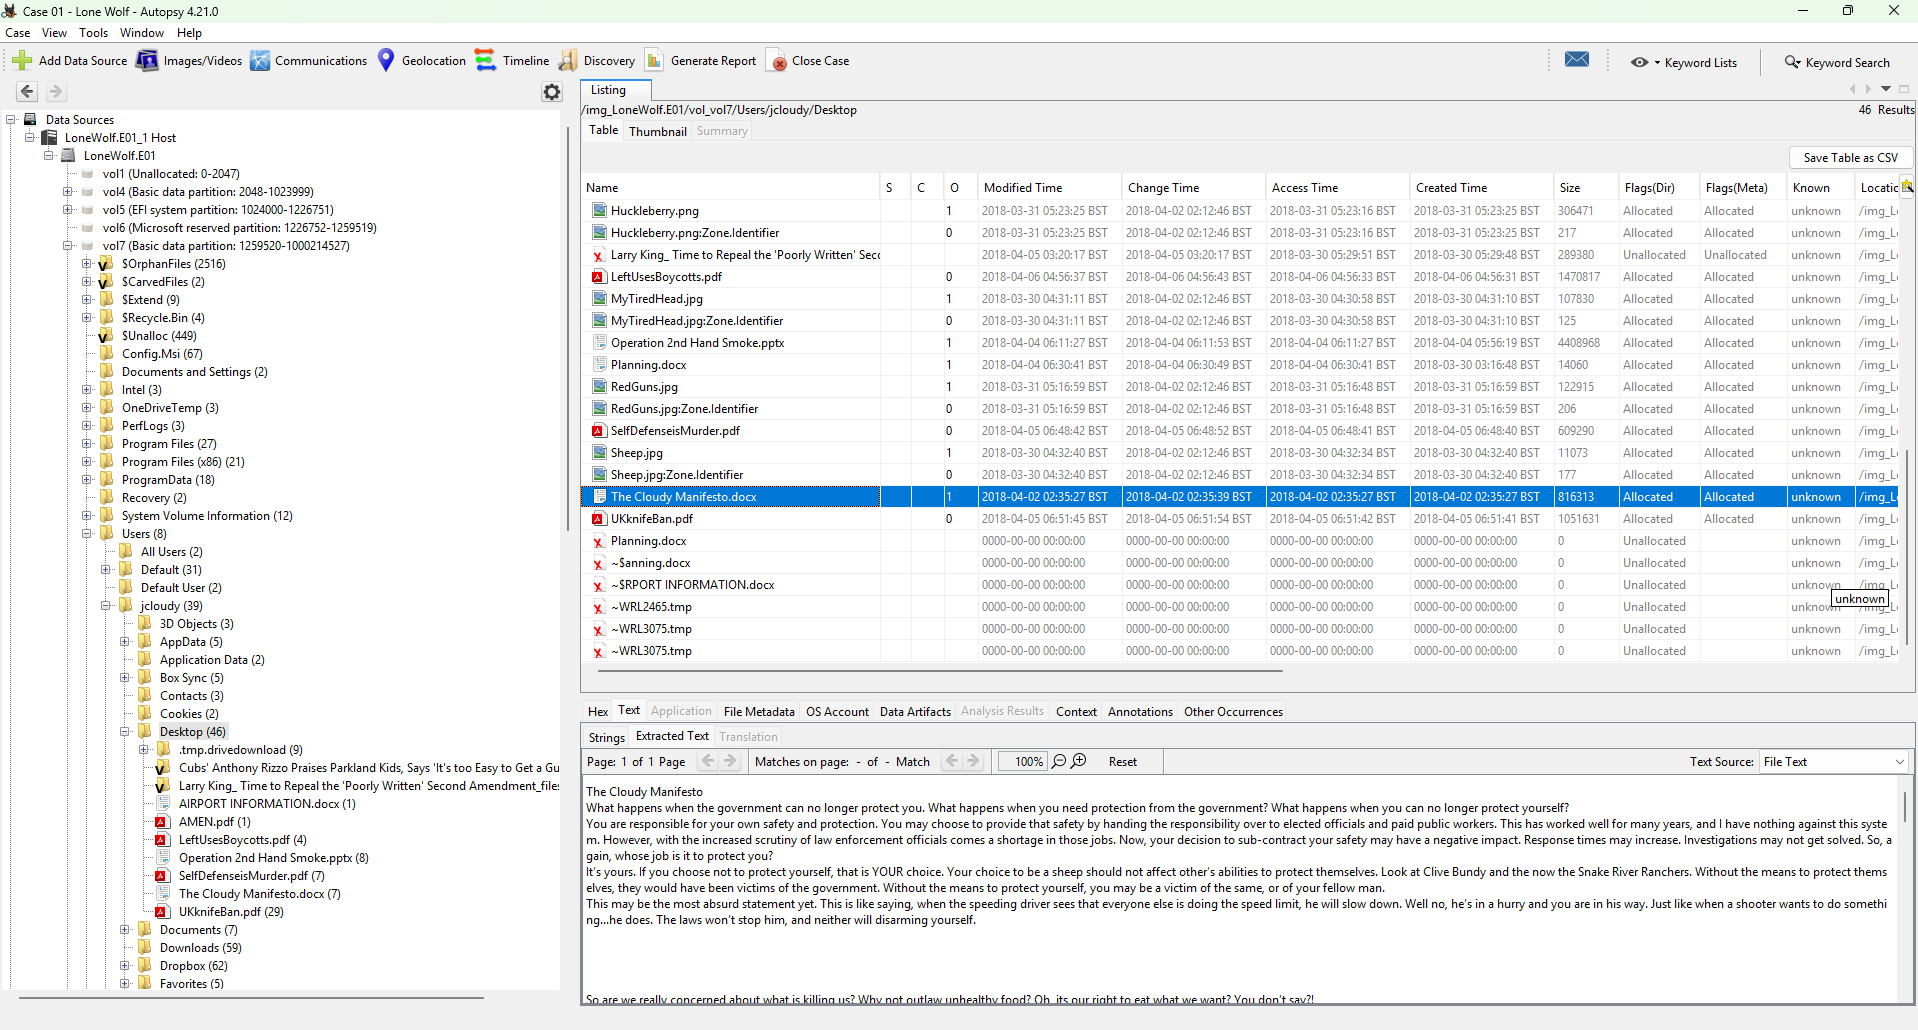 Case 01 - Lone Wolf - Autopsy 4.21.0
Case View Tools Window Help
Add Data Source Images/Videos Communications Geolocation Timeline Discovery Generate Report Close Case Keyword Lists Keyword Search
Data Sources
LoneWolf.E01_1 Host
LoneWolf.E01
vol1 (Unallocated: 0-2047)
vol4 (Basic data partition: 2048-1023999)
vol5 (EFI system partition: 1024000-1226751)
vol6 (Microsoft reserved partition: 1226752-1259519)
vol7 (Basic data partition: 1259520-1000214527)
$OrphanFiles (2516)
$CarvedFiles (2)
$Extend (9)
$Recycle.Bin (4)
$Unalloc (449)
Config.Msi (67)
Documents and Settings (2)
Intel (3)
OneDriveTemp (3)
PerfLogs (3)
Program Files (27)
Program Files (x86) (21)
ProgramData (18)
Recovery (2)
System Volume Information (12)
Users (8)
All Users (2)
Default (31)
Default User (2)
jcloudy (39)
3D Objects (3)
AppData (5)
Application Data (2)
Box Sync (5)
Contacts (3)
Cookies (2)
Desktop (46)
.tmp.drivedownload (9)
Cubs' Anthony Rizzo Praises Parkland Kids, Says 'It's too Easy to Get a Gu
Larry King_ Time to Repeal the 'Poorly Written' Second Amendment_files
AIRPORT INFORMATION.docx (1)
AMEN.pdf (1)
LeftUsesBoycotts.pdf (4)
Operation 2nd Hand Smoke.pptx (8)
SelfDefenseisMurder.pdf (7)
The Cloudy Manifesto.docx (7)
UKknifeBan.pdf (29)
Documents (7)
Downloads (59)
Dropbox (62)
Favorites (5)
Listing
/img_LoneWolf.E01/vol_vol7/Users/jcloudy/Desktop
46 Results
Table Thumbnail Summary
Save Table as CSV
Name S C O Modified Time Change Time Access Time Created Time Size Flags(Dir) Flags(Meta) Known Locatic
Huckleberry.png 1 2018-03-31 05:23:25 BST 2018-04-02 02:12:46 BST 2018-03-31 05:23:16 BST 2018-03-31 05:23:25 BST 306471 Allocated Allocated unknown /img_L
Huckleberry.png:Zone.Identifier 0 2018-03-31 05:23:25 BST 2018-04-02 02:12:46 BST 2018-03-31 05:23:16 BST 2018-03-31 05:23:25 BST 217 Allocated Allocated unknown /img_L
Larry King_ Time to Repeal the 'Poorly Written' Secc 2018-04-05 03:20:17 BST 2018-04-05 03:20:17 BST 2018-03-30 05:29:51 BST 2018-03-30 05:29:48 BST 289380 Unallocated Unallocated unknown /img_L
LeftUsesBoycotts.pdf 0 2018-04-06 04:56:37 BST 2018-04-06 04:56:43 BST 2018-04-06 04:56:33 BST 2018-04-06 04:56:31 BST 1470817 Allocated Allocated unknown /img_L
MyTiredHead.jpg 1 2018-03-30 04:31:11 BST 2018-04-02 02:12:46 BST 2018-03-30 04:30:58 BST 2018-03-30 04:31:10 BST 107830 Allocated Allocated unknown /img_L
MyTiredHead.jpg:Zone.Identifier 0 2018-03-30 04:31:11 BST 2018-04-02 02:12:46 BST 2018-03-30 04:30:58 BST 2018-03-30 04:31:10 BST 125 Allocated Allocated unknown /img_L
Operation 2nd Hand Smoke.pptx 1 2018-04-04 06:11:27 BST 2018-04-04 06:11:53 BST 2018-04-04 06:11:27 BST 2018-04-04 05:56:19 BST 4408968 Allocated Allocated unknown /img_L
Planning.docx 1 2018-04-04 06:30:41 BST 2018-04-04 06:30:49 BST 2018-04-04 06:30:41 BST 2018-03-30 03:16:48 BST 14060 Allocated Allocated unknown /img_L
RedGuns.jpg 1 2018-03-31 05:16:59 BST 2018-04-02 02:12:46 BST 2018-03-31 05:16:48 BST 2018-03-31 05:16:59 BST 122915 Allocated Allocated unknown /img_L
RedGuns.jpg:Zone.Identifier 0 2018-03-31 05:16:59 BST 2018-04-02 02:12:46 BST 2018-03-31 05:16:48 BST 2018-03-31 05:16:59 BST 206 Allocated Allocated unknown /img_L
SelfDefenseisMurder.pdf 0 2018-04-05 06:48:42 BST 2018-04-05 06:48:52 BST 2018-04-05 06:48:41 BST 2018-04-05 06:48:40 BST 609290 Allocated Allocated unknown /img_L
Sheep.jpg 1 2018-03-30 04:32:40 BST 2018-04-02 02:12:46 BST 2018-03-30 04:32:34 BST 2018-03-30 04:32:40 BST 11073 Allocated Allocated unknown /img_L
Sheep.jpg:Zone.Identifier 0 2018-03-30 04:32:40 BST 2018-04-02 02:12:46 BST 2018-03-30 04:32:34 BST 2018-03-30 04:32:40 BST 177 Allocated Allocated unknown /img_L
The Cloudy Manifesto.docx 1 2018-04-02 02:35:27 BST 2018-04-02 02:35:39 BST 2018-04-02 02:35:27 BST 2018-04-02 02:35:27 BST 816313 Allocated Allocated unknown /img_L
UKknifeBan.pdf 0 2018-04-05 06:51:45 BST 2018-04-05 06:51:54 BST 2018-04-05 06:51:42 BST 2018-04-05 06:51:41 BST 1051631 Allocated Allocated unknown /img_L
Planning.docx 0000-00-00 00:00:00 0000-00-00 00:00:00 0000-00-00 00:00:00 0000-00-00 00:00:00 0 Unallocated unknown /img_L
~$anning.docx 0000-00-00 00:00:00 0000-00-00 00:00:00 0000-00-00 00:00:00 0000-00-00 00:00:00 0 Unallocated unknown /img_L
~$RPORT INFORMATION.docx 0000-00-00 00:00:00 0000-00-00 00:00:00 0000-00-00 00:00:00 0000-00-00 00:00:00 0 Unallocated unknown /img_L
~WRL2465.tmp 0000-00-00 00:00:00 0000-00-00 00:00:00 0000-00-00 00:00:00 0000-00-00 00:00:00 0 Unallocated unknown /img_L
unknown
~WRL3075.tmp 0000-00-00 00:00:00 0000-00-00 00:00:00 0000-00-00 00:00:00 0000-00-00 00:00:00 0 Unallocated unknown /img_L
~WRL3075.tmp 0000-00-00 00:00:00 0000-00-00 00:00:00 0000-00-00 00:00:00 0000-00-00 00:00:00 0 Unallocated unknown /img_L
Hex Text Application File Metadata OS Account Data Artifacts Analysis Results Context Annotations Other Occurrences
Strings Extracted Text Translation
Page: 1 of 1 Page Matches on page: - of - Match 100% Reset Text Source: File Text
The Cloudy Manifesto
What happens when the government can no longer protect you. What happens when you need protection from the government? What happens when you can no longer protect yourself?
You are responsible for your own safety and protection. You may choose to provide that safety by handing the responsibility over to elected officials and paid public workers. This has worked well for many years, and I have nothing against this syste
m. However, with the increased scrutiny of law enforcement officials comes a shortage in those jobs. Now, your decision to sub-contract your safety may have a negative impact. Response times may increase. Investigations may not get solved. So, a
gain, whose job is it to protect you?
It's yours. If you choose not to protect yourself, that is YOUR choice. Your choice to be a sheep should not affect other's abilities to protect themselves. Look at Clive Bundy and the now the Snake River Ranchers. Without the means to protect thems
elves, they would have been victims of the government. Without the means to protect yourself, you may be a victim of the same, or of your fellow man.
This may be the most absurd statement yet. This is like saying, when the speeding driver sees that everyone else is doing the speed limit, he will slow down. Well no, he's in a hurry and you are in his way. Just like when a shooter wants to do somethi
ng...he does. The laws won't stop him, and neither will disarming yourself.
So are we really concerned about what is killing us? Why not outlaw unhealthy food? Oh, its our right to eat what we want? You don't say?!